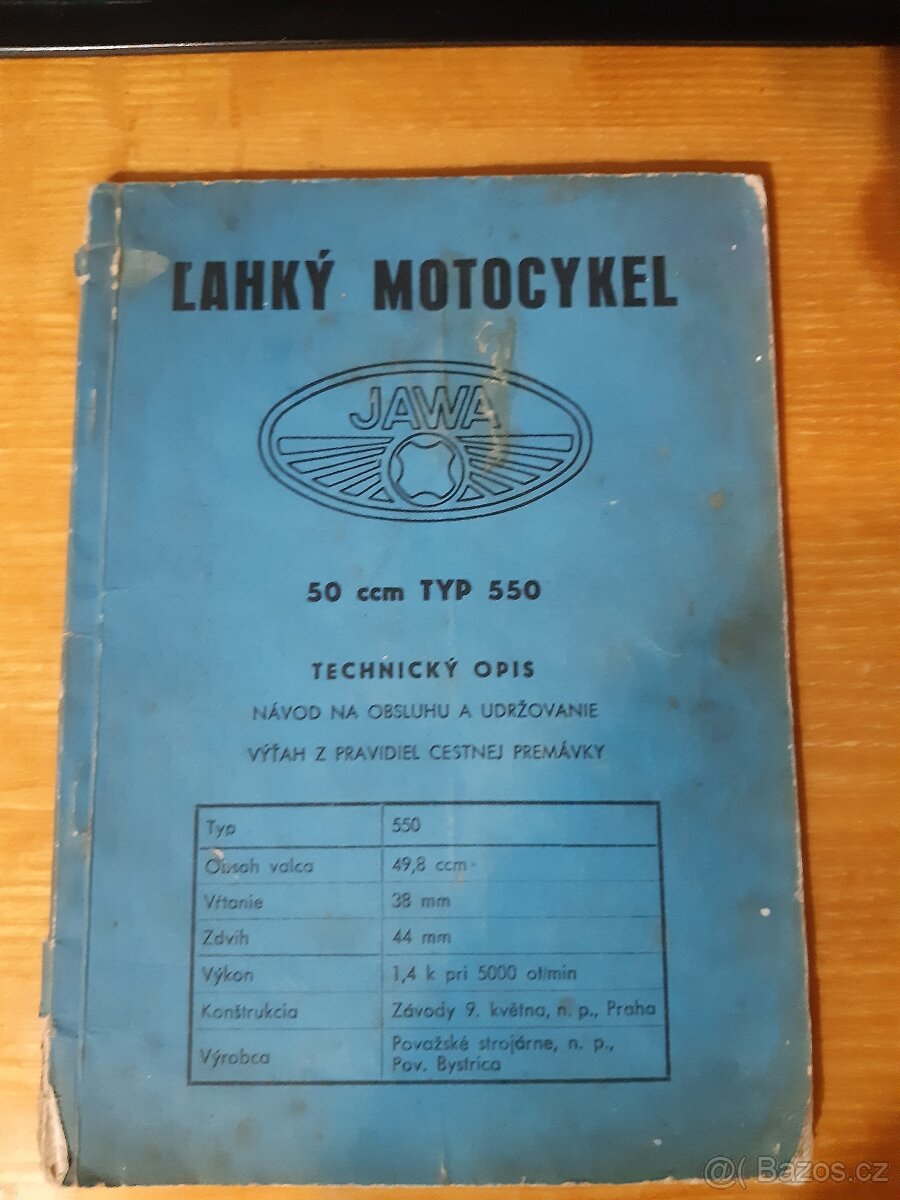 ĽAHKÝ MOTOCYKEL
JAWA
50 ccm TYP 550
TECHNICKÝ OPIS
NÁVOD NA OBSLUHU A UDRŽOVANIE
VÝŤAH Z PRAVIDIEL CESTNEJ PREMÁVKY
Typ 550
Obsah valca 49,8 ccm
Vŕtanie 38 mm
Zdvih 44 mm
Výkon 1,4 k pri 5000 ot/min
Konštrukcia Závody 9. května, n. p., Praha
Výrobca Považské strojárne, n. p.,
Pov. Bystrica
@( Bazos.cz